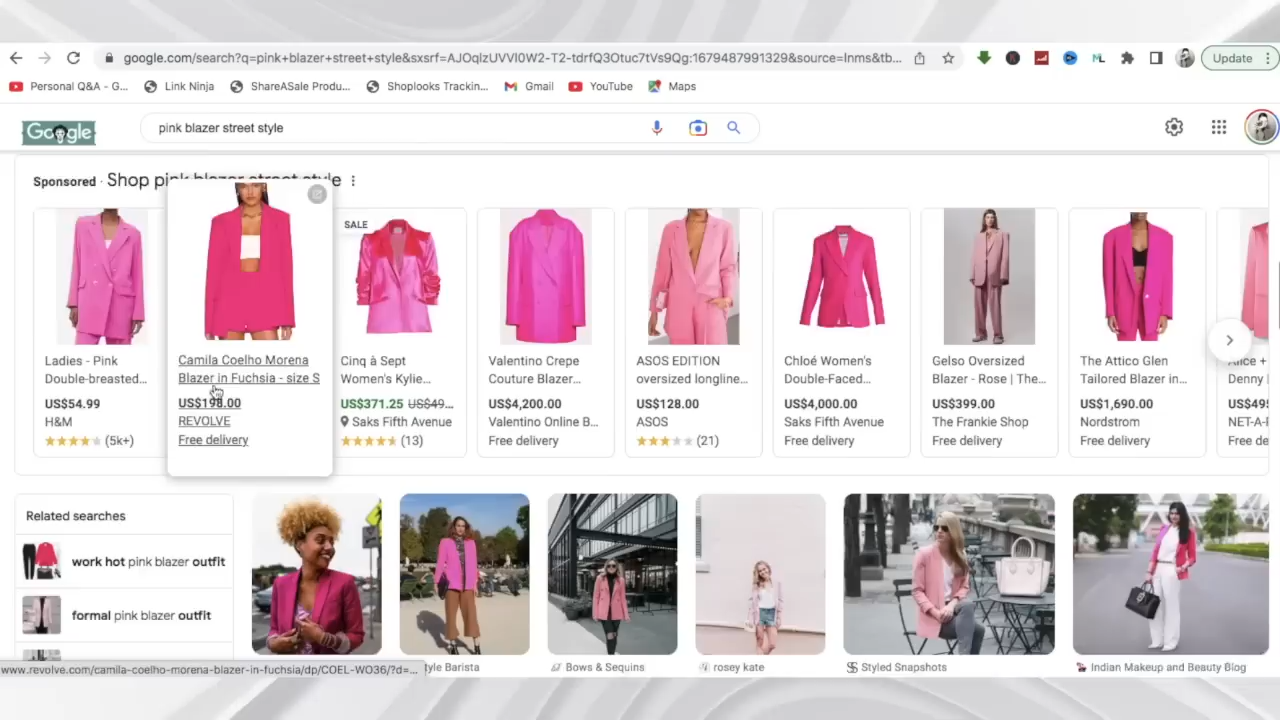 google.com/search?q=pink+blazer+street+style&sxsrf=AJOqlzUVVI0W2-T2-tdrfQ3Otuc7tVs9Qg:1679487991329&source=lnms&tb...
Update
Personal Q&A - G...
Link Ninja
ShareASale Produ...
Shoplooks Trackin...
Gmail
YouTube
Maps
Google
pink blazer street style
Sponsored · Shop pink blazer street style
SALE
Ladies - Pink
Double-breasted...
US$54.99
H&M
(5k+)
Camila Coelho Morena
Blazer in Fuchsia - size S
US$198.00
REVOLVE
Free delivery
Cinq à Sept
Women's Kylie...
US$371.25 US$49...
Saks Fifth Avenue
(13)
Valentino Crepe
Couture Blazer...
US$4,200.00
Valentino Online B...
Free delivery
ASOS EDITION
oversized longline...
US$128.00
ASOS
(21)
Chloé Women's
Double-Faced...
US$4,000.00
Saks Fifth Avenue
Free delivery
Gelso Oversized
Blazer - Rose | The...
US$399.00
The Frankie Shop
Free delivery
The Attico Glen
Tailored Blazer in...
US$1,690.00
Nordstrom
Free delivery
Alice +
Denny
US$495
NET-A-P
Free de
Related searches
work hot pink blazer outfit
formal pink blazer outfit
tyle Barista
Bows & Sequins
rosey kate
Styled Snapshots
Indian Makeup and Beauty Blog
www.revolve.com/camila-coelho-morena-blazer-in-fuchsia/dp/COEL-WO36/?d=...